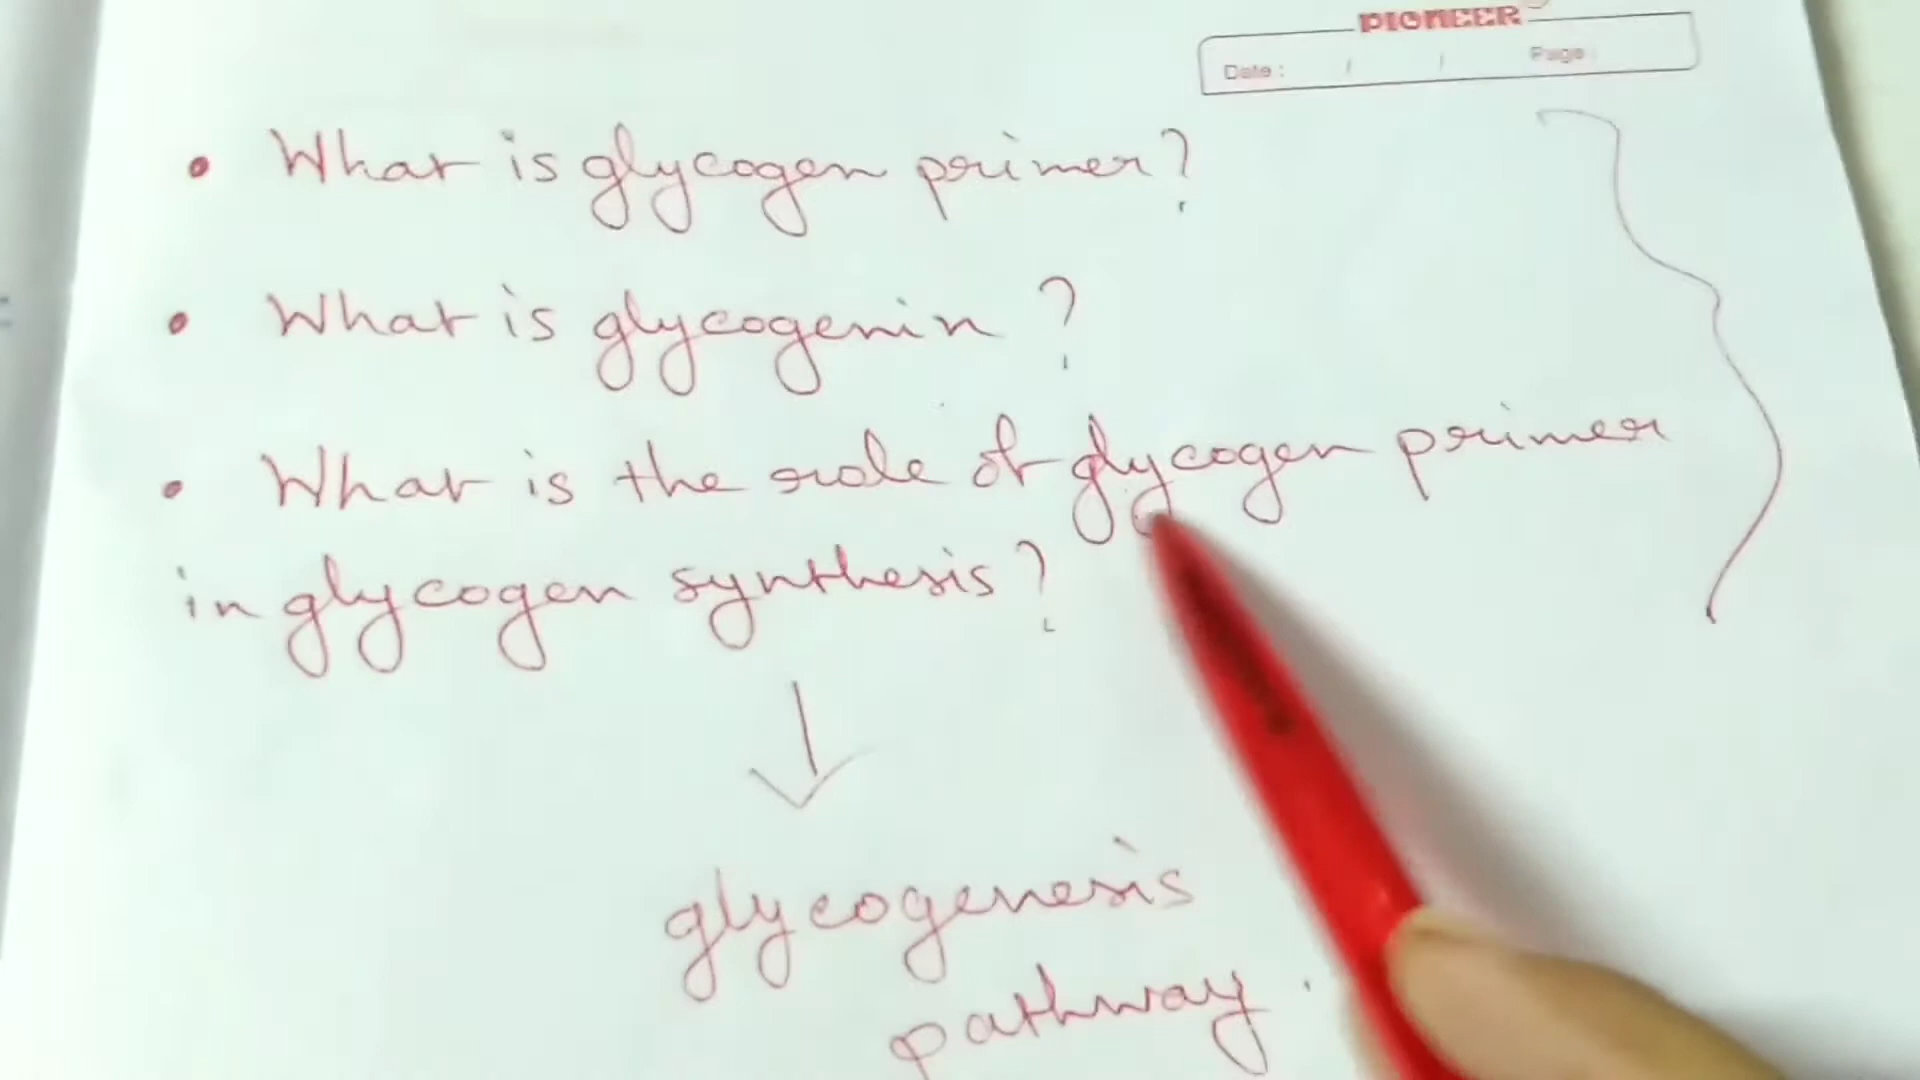 PIONEER
Date : / / Page :
• What is glycogen primer?
• What is glycogenin ?
• What is the role of glycogen primer
in glycogen synthesis?
↓
glycogenesis
pathway .